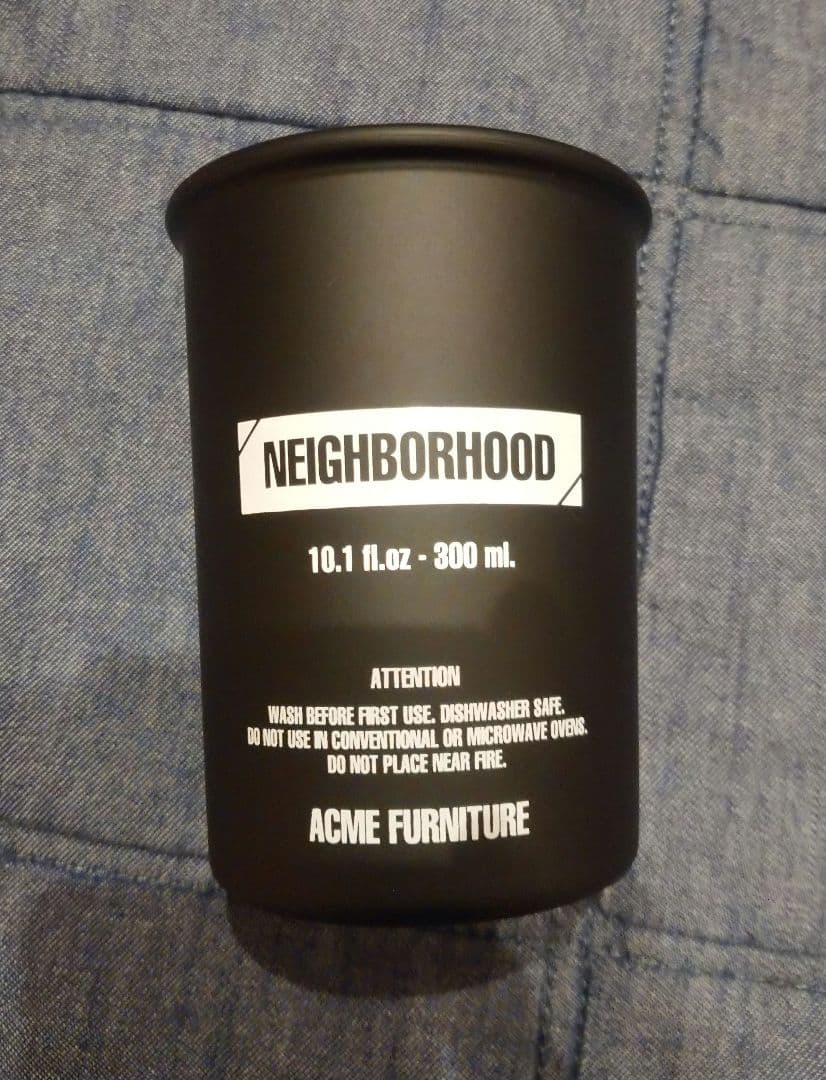 NEIGHBORHOOD
10.1 fl.oz - 300 ml.
ATTENTION
WASH BEFORE FIRST USE. DISHWASHER SAFE.
DO NOT USE IN CONVENTIONAL OR MICROWAVE OVENS.
DO NOT PLACE NEAR FIRE.
ACME FURNITURE